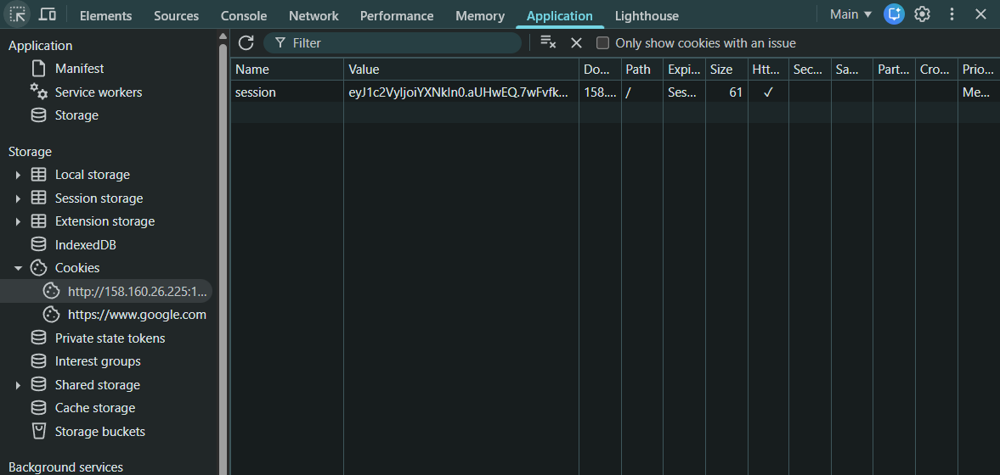 Elements Sources Console Network Performance Memory Application Lighthouse Main
Application
Manifest
Service workers
Storage
Storage
Local storage
Session storage
Extension storage
IndexedDB
Cookies
http://158.160.26.225:1...
https://www.google.com
Private state tokens
Interest groups
Shared storage
Cache storage
Storage buckets
Background services
Filter Only show cookies with an issue
Name Value Do... Path Expi... Size Htt... Sec... Sa... Part... Cro... Prio...
session eyJ1c2VyIjoiYXNkIn0.aUHwEQ.7wFvfk... 158.... / Ses... 61 ✓ Me...